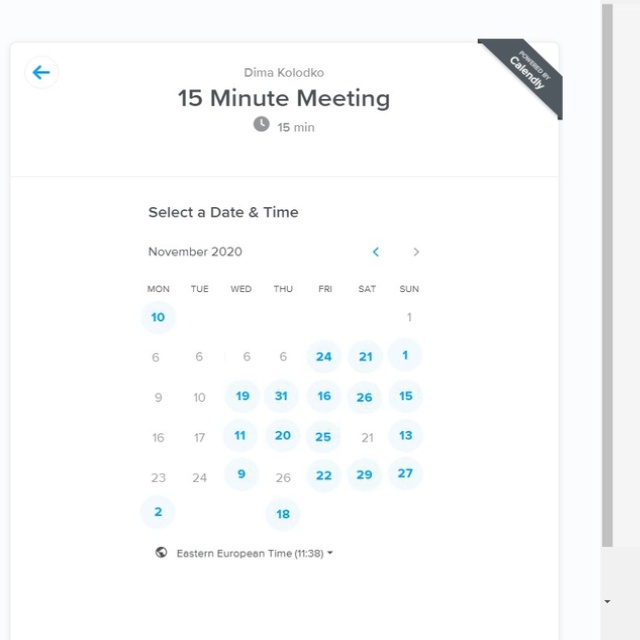 POWERED BY
Calendly
Dima Kolodko
15 Minute Meeting
15 min
Select a Date & Time
November 2020
MON TUE WED THU FRI SAT SUN
10 1
6 6 6 6 24 21 1
9 10 19 31 16 26 15
16 17 11 20 25 21 13
23 24 9 26 22 29 27
2 18
Eastern European Time (11:38)